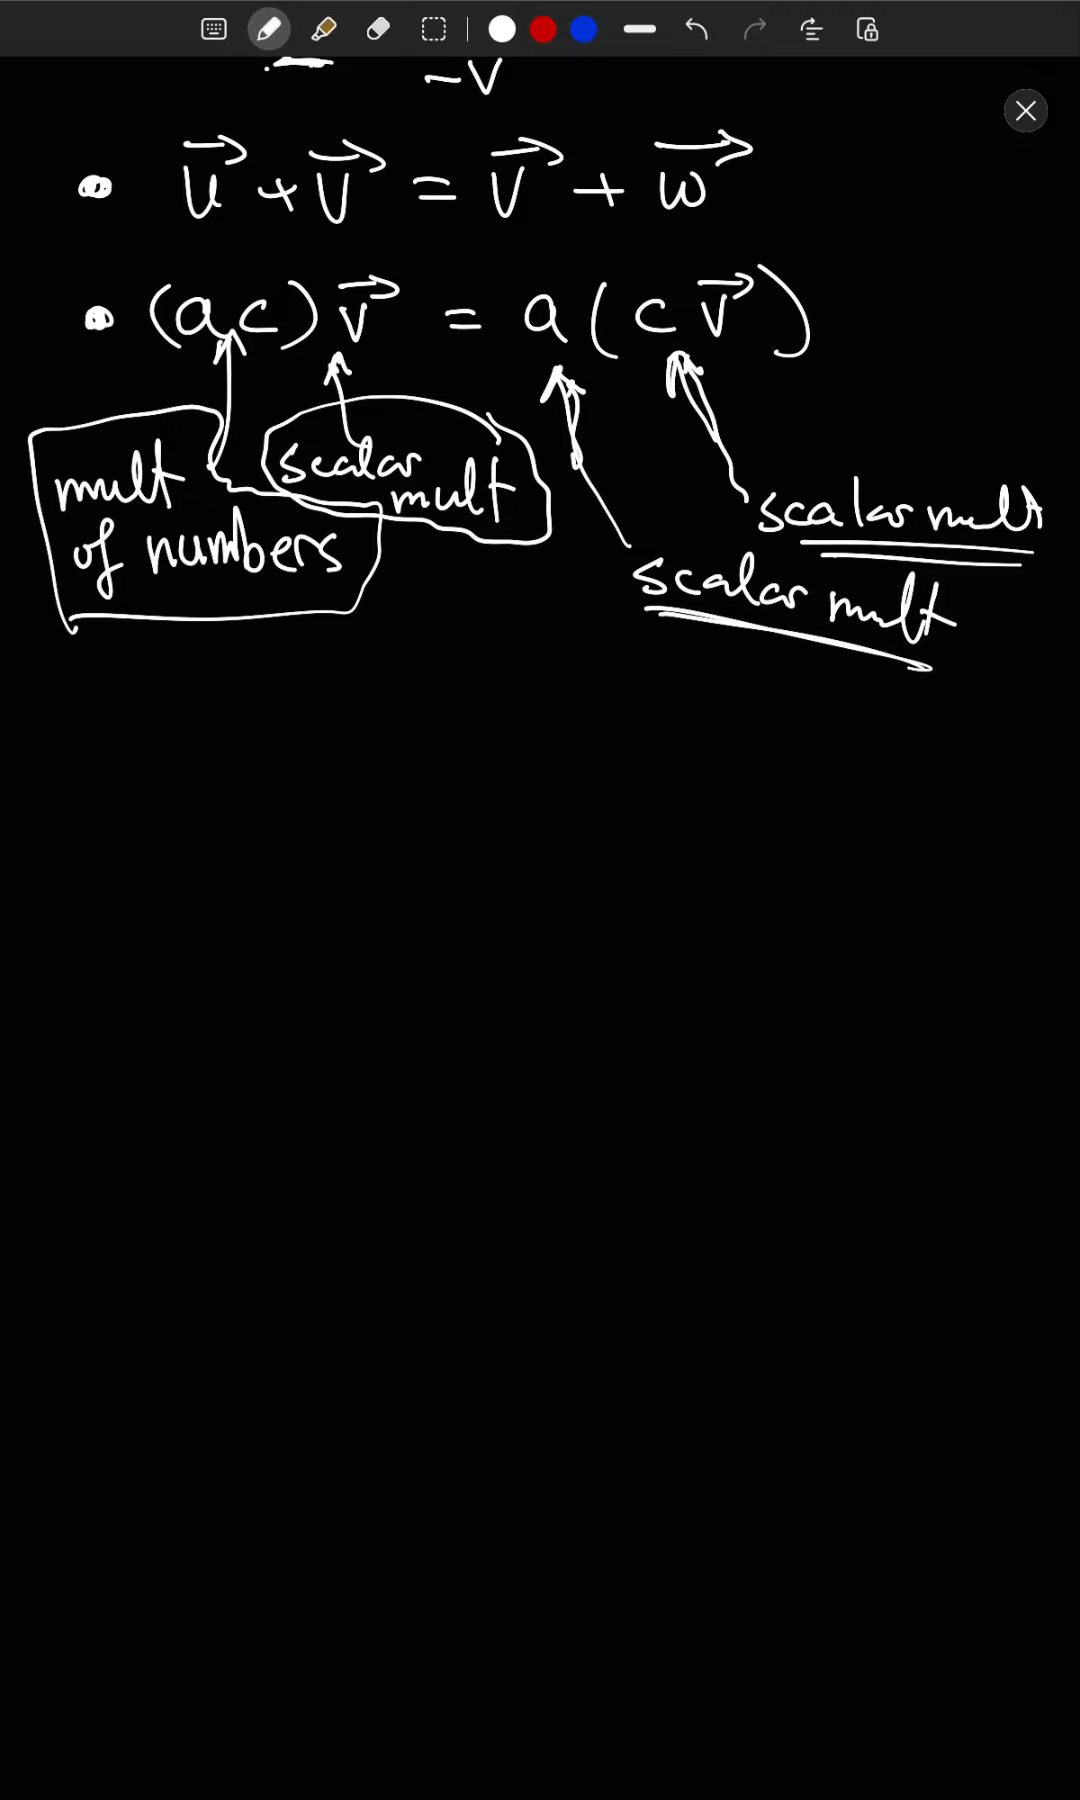 -v
• u⃗ + v⃗ = v⃗ + w⃗
• (ac) v⃗ = a(c v⃗)
mult of numbers
scalar mult
scalar mult
scalar mult